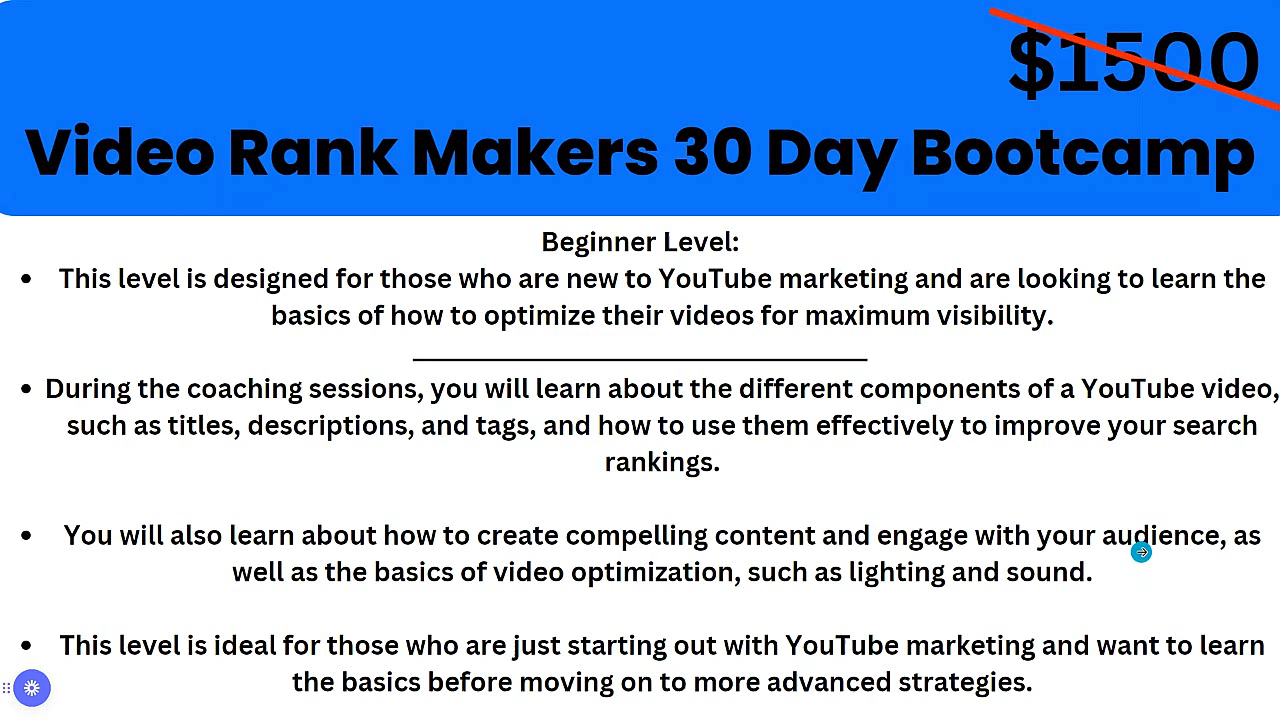 $1500
Video Rank Makers 30 Day Bootcamp
Beginner Level:
• This level is designed for those who are new to YouTube marketing and are looking to learn the
basics of how to optimize their videos for maximum visibility.
• During the coaching sessions, you will learn about the different components of a YouTube video,
such as titles, descriptions, and tags, and how to use them effectively to improve your search
rankings.
• You will also learn about how to create compelling content and engage with your audience, as
well as the basics of video optimization, such as lighting and sound.
• This level is ideal for those who are just starting out with YouTube marketing and want to learn
the basics before moving on to more advanced strategies.